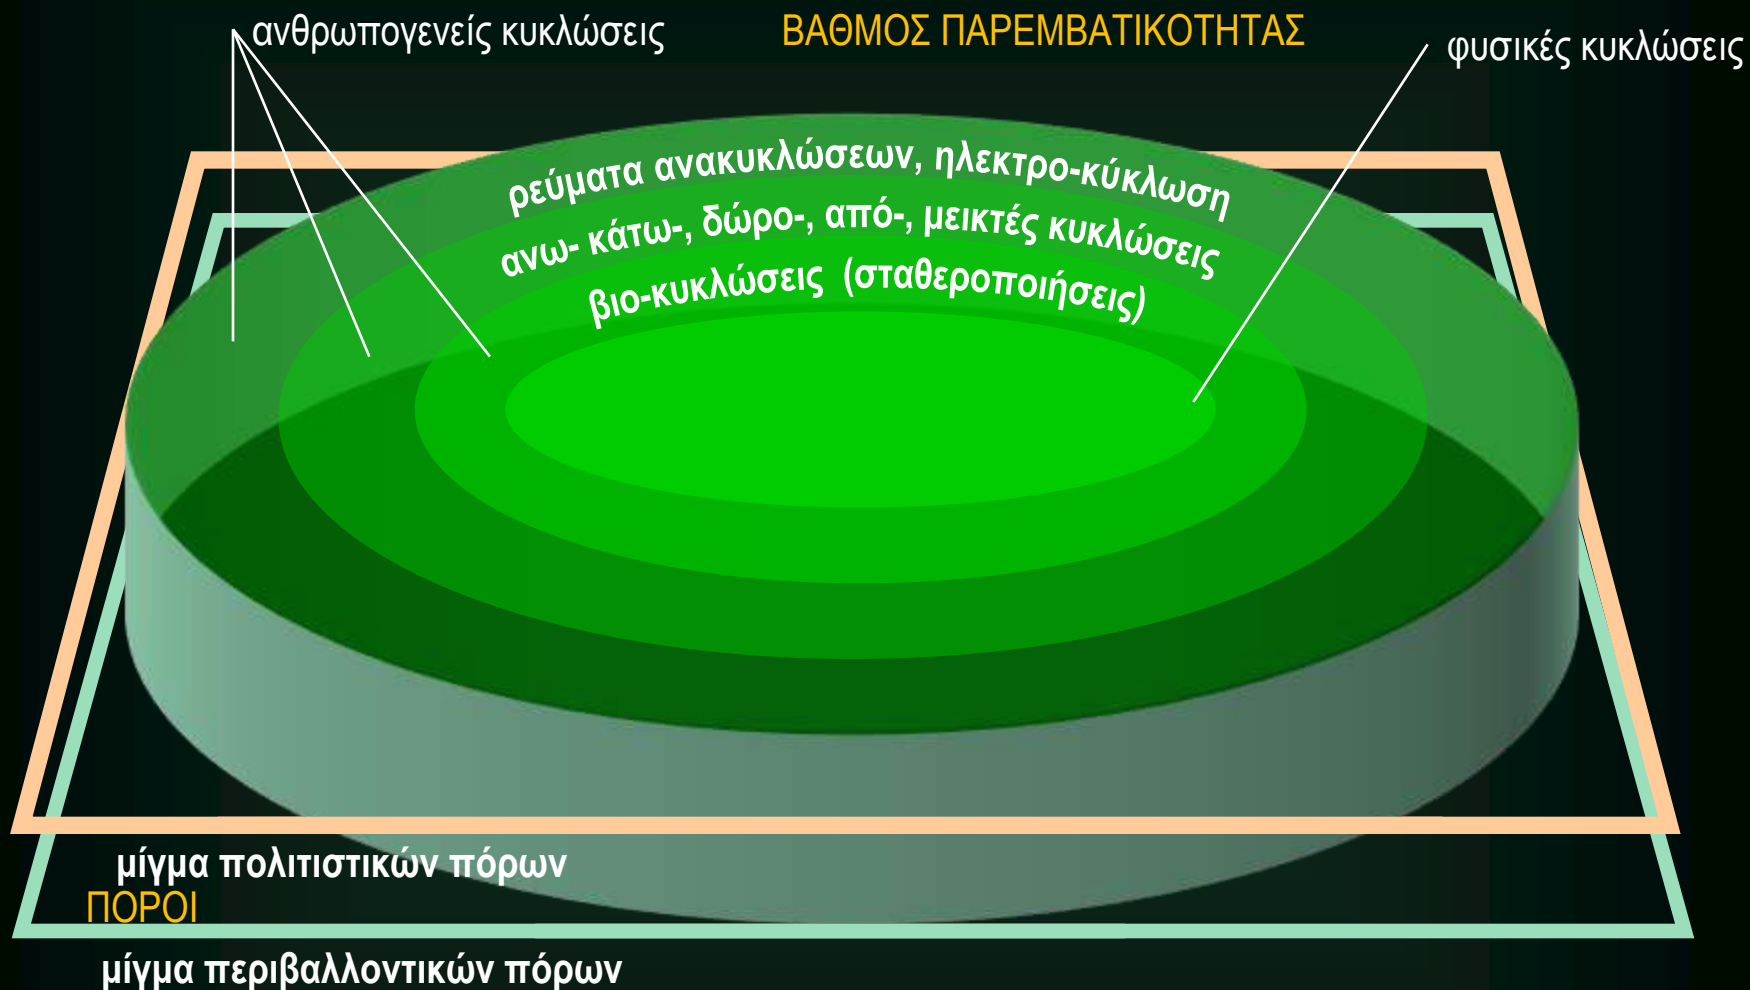 ανθρωπογενείς κυκλώσεις
ΒΑΘΜΟΣ ΠΑΡΕΜΒΑΤΙΚΟΤΗΤΑΣ
φυσικές κυκλώσεις
ρεύματα ανακυκλώσεων, ηλεκτρο-κύκλωση
ανω- κάτω-, δώρο-, από-, μεικτές κυκλώσεις
βιο-κυκλώσεις (σταθεροποιήσεις)
μίγμα πολιτιστικών πόρων
ΠΟΡΟΙ
μίγμα περιβαλλοντικών πόρων